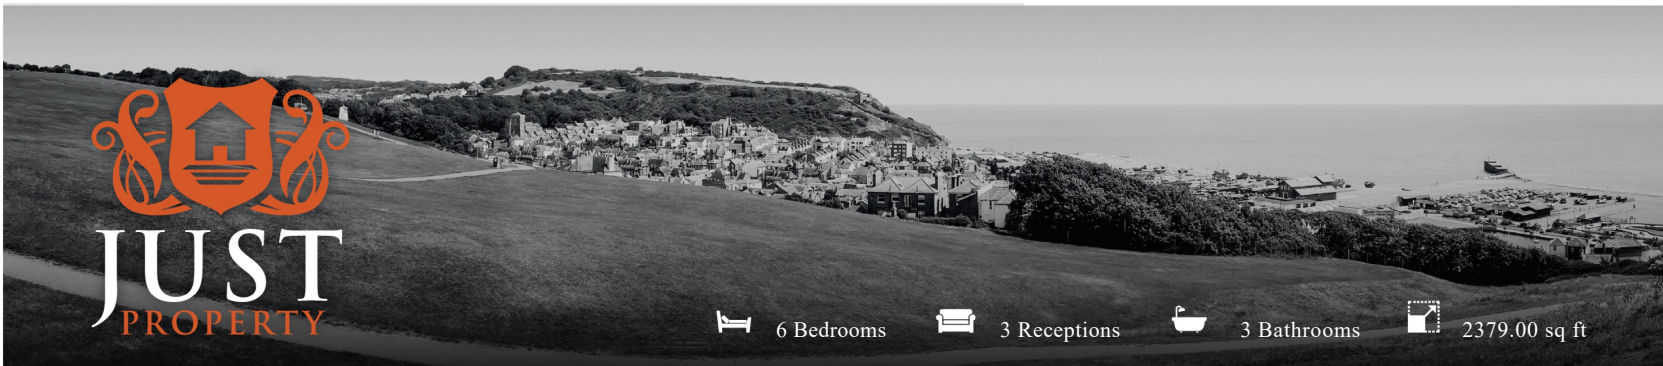 JUST
PROPERTY
6 Bedrooms 3 Receptions 3 Bathrooms 2379.00 sq ft